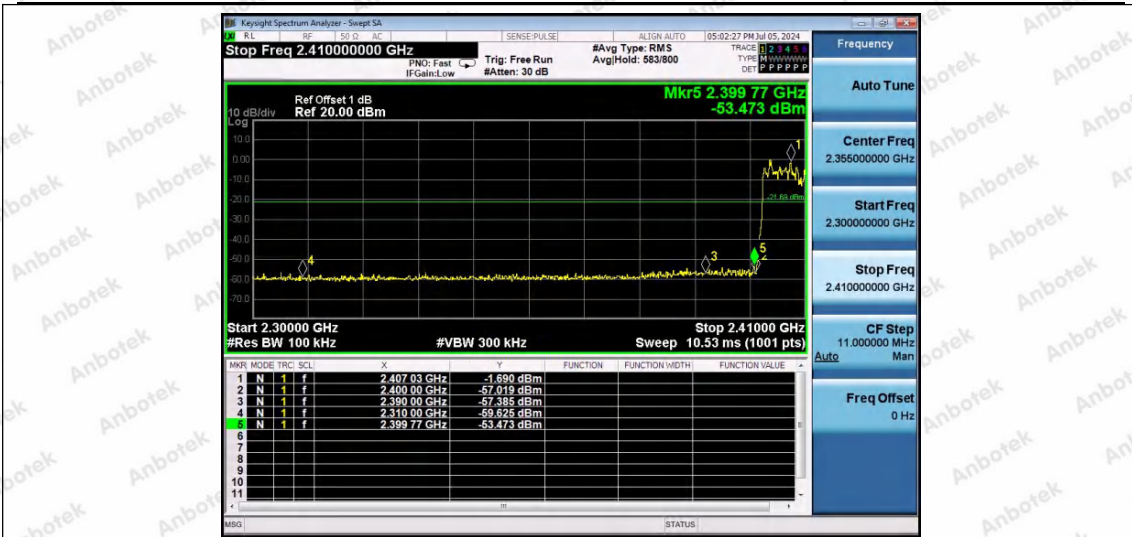 Keysight Spectrum Analyzer - Swept SA
RL RF 50 Ω AC SENSE:PULSE ALIGN AUTO 05:02:27 PM Jul 05, 2024
Stop Freq 2.410000000 GHz
PNO: Fast
IFGain:Low
Trig: Free Run
#Atten: 30 dB
#Avg Type: RMS
Avg|Hold: 583/800
TRACE 1 2 3 4 5 6
TYPE M W W W W W
DET P P P P P P
Mkr5 2.399 77 GHz
-53.473 dBm
Ref Offset 1 dB
10 dB/div Ref 20.00 dBm
Log
10.0
0.00
-10.0
-20.0
-30.0
-40.0
-50.0
-60.0
-70.0
1
-21.69 dBm
4
3
5
2
Start 2.30000 GHz Stop 2.41000 GHz
#Res BW 100 kHz #VBW 300 kHz Sweep 10.53 ms (1001 pts)
MKR MODE TRC SCL X Y FUNCTION FUNCTION WIDTH FUNCTION VALUE
1 N 1 f 2.407 03 GHz -1.690 dBm
2 N 1 f 2.400 00 GHz -57.019 dBm
3 N 1 f 2.390 00 GHz -57.385 dBm
4 N 1 f 2.310 00 GHz -59.625 dBm
5 N 1 f 2.399 77 GHz -53.473 dBm
6
7
8
9
10
11
MSG STATUS
Frequency
Auto Tune
Center Freq
2.355000000 GHz
Start Freq
2.300000000 GHz
Stop Freq
2.410000000 GHz
CF Step
11.000000 MHz
Auto Man
Freq Offset
0 Hz
Anbotek